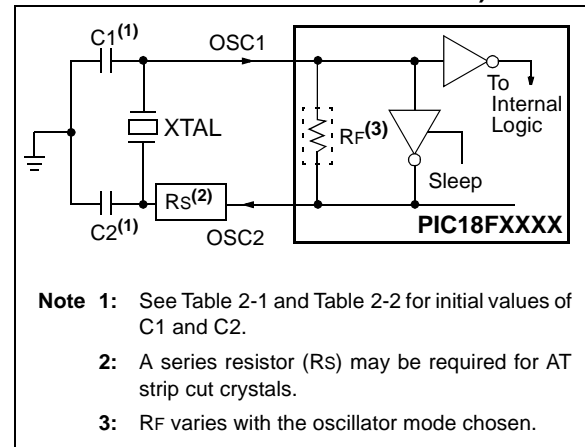 C1(1)
OSC1
To
Internal
Logic
XTAL
RF(3)
Sleep
C2(1)
RS(2)
OSC2
PIC18FXXXX
Note 1: See Table 2-1 and Table 2-2 for initial values of
C1 and C2.
2: A series resistor (RS) may be required for AT
strip cut crystals.
3: RF varies with the oscillator mode chosen.